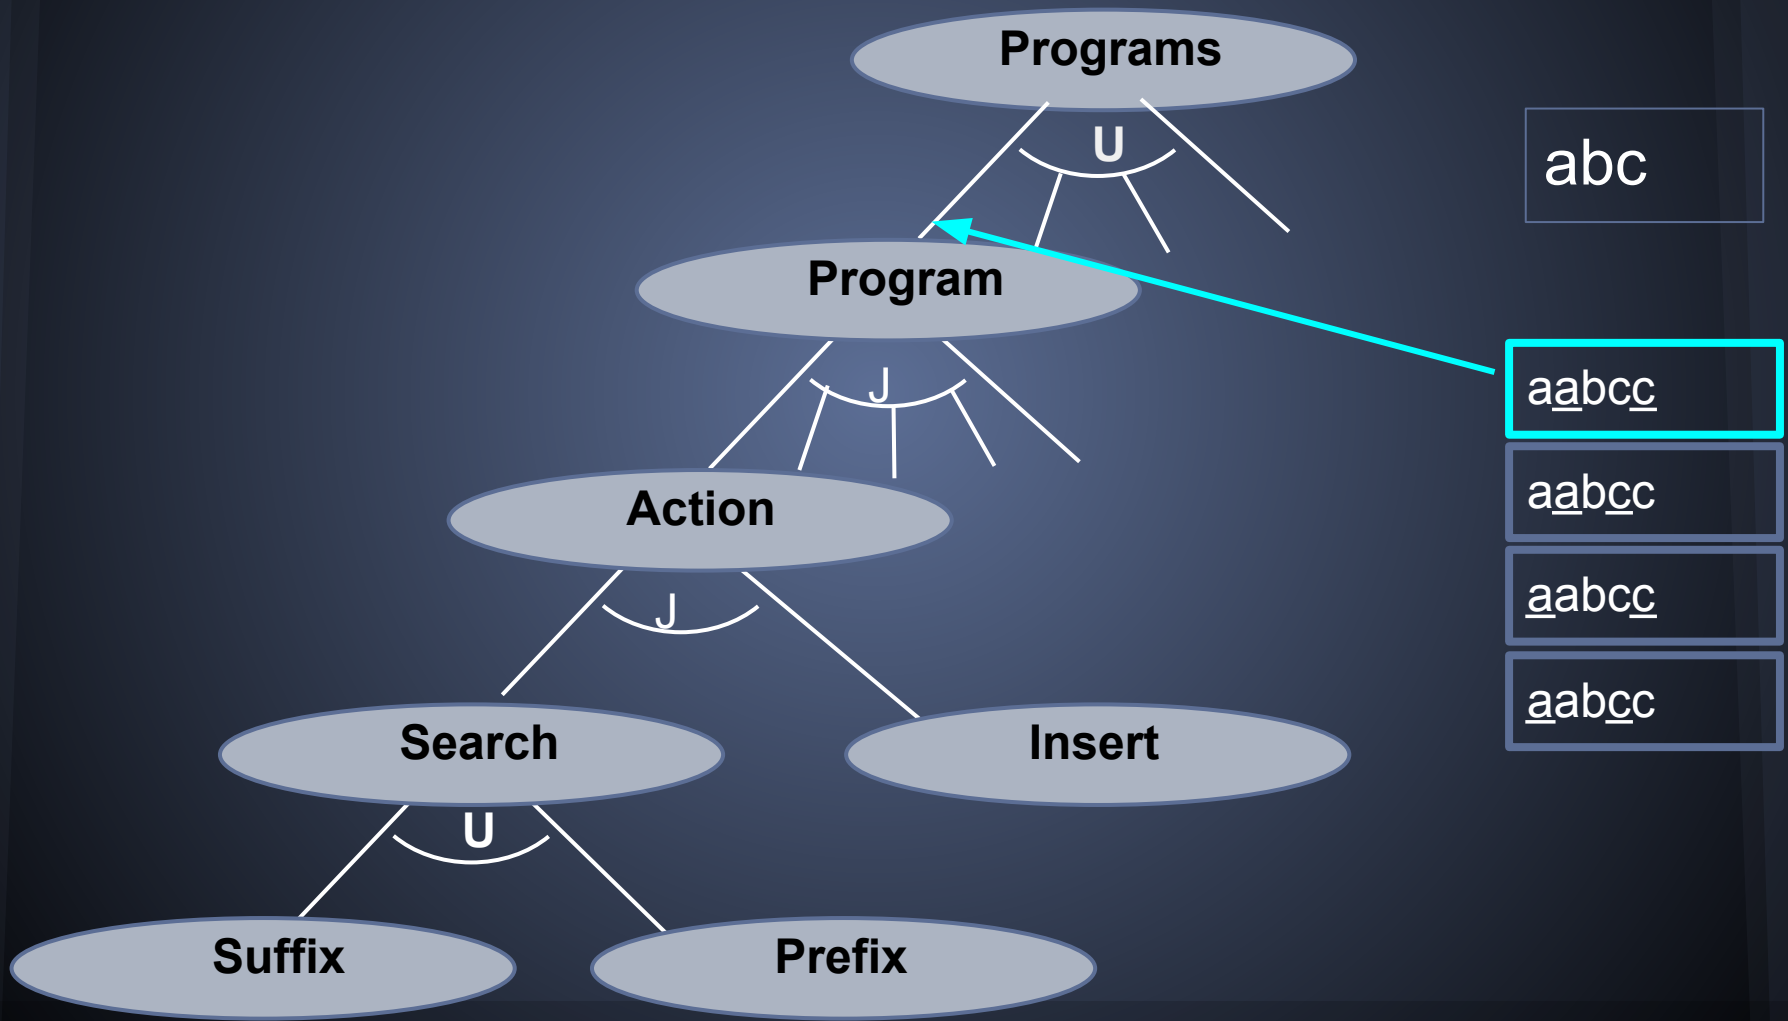 Programs
U
abc
Program
J
aabcc
Action
aabcc
J
aabcc
Search
Insert
aabcc
U
Suffix
Prefix